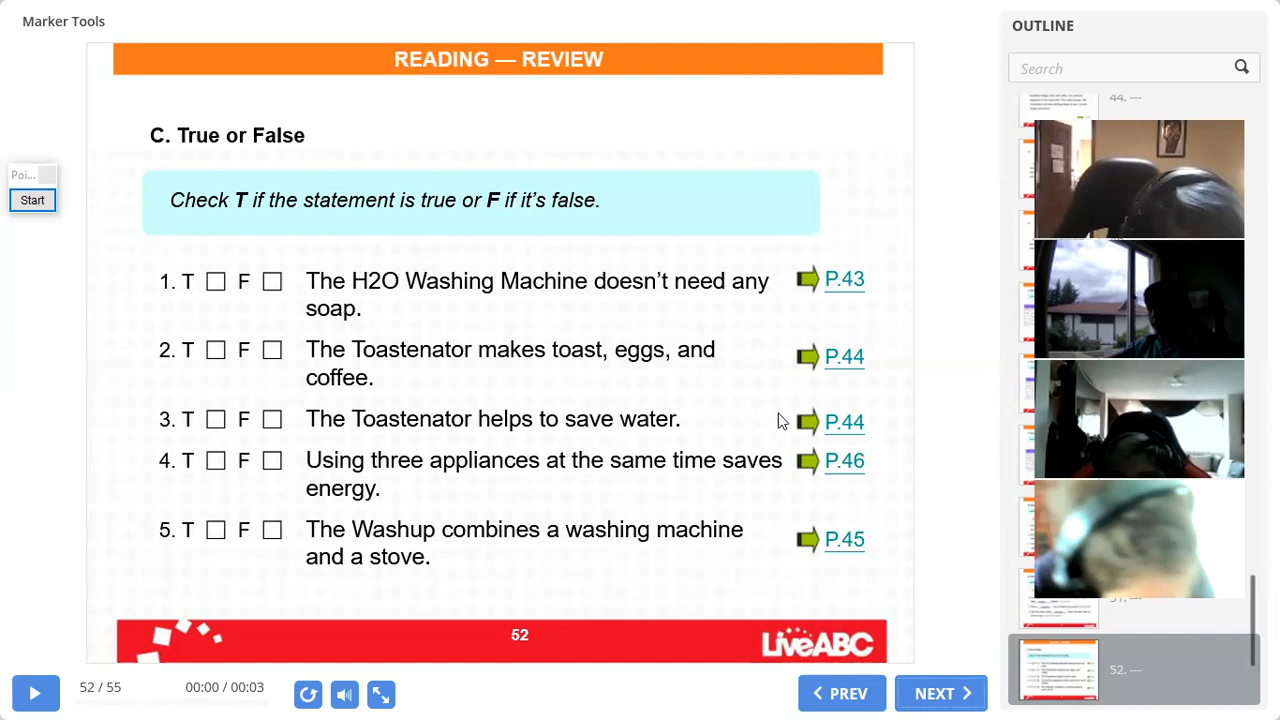 Marker Tools
OUTLINE
READING — REVIEW
Search
44. ---
C. True or False
Poi...
Start
Check T if the statement is true or F if it's false.
1. T F The H2O Washing Machine doesn't need any P.43
soap.
2. T F The Toastenator makes toast, eggs, and P.44
coffee.
3. T F The Toastenator helps to save water. P.44
4. T F Using three appliances at the same time saves P.46
energy.
5. T F The Washup combines a washing machine P.45
and a stove.
52
LiveABC
52. ---
52 / 55
00:00 / 00:03
PREV
NEXT